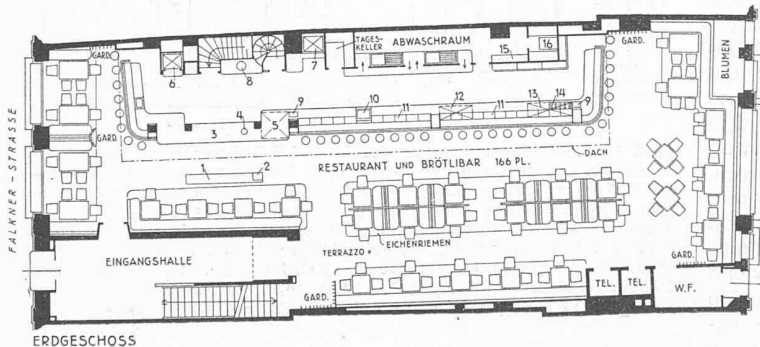 TAGES-
KELLER
ABWASCHRAUM
15
16
GARD.
GARD.
BLUMEN
6
8
7
9
10
11
12
11
13
14
9
3
4
5
DACH
FALKNER-STRASSE
GARD.
RESTAURANT UND BRÖTLIBAR 166 PL.
1
2
EICHENRIEMEN
EINGANGSHALLE
TERRAZZO
GARD.
GARD.
TEL.
TEL.
W.F.
ERDGESCHOSS